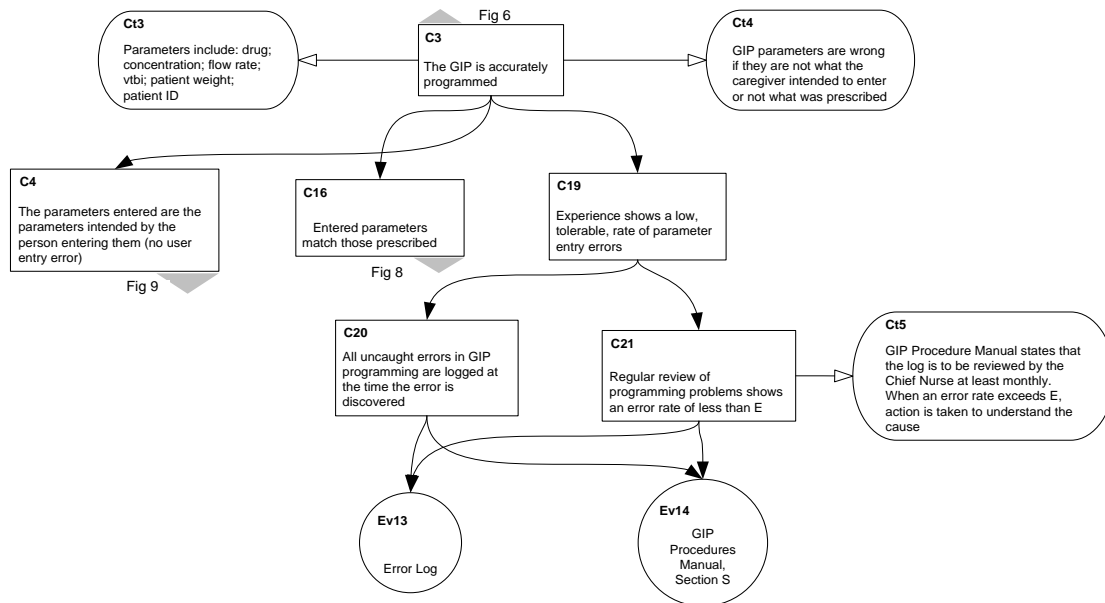 Fig 6
Ct3
Parameters include: drug;
concentration; flow rate;
vtbi; patient weight;
patient ID
C3
The GIP is accurately
programmed
Ct4
GIP parameters are wrong
if they are not what the
caregiver intended to enter
or not what was prescribed
C4
The parameters entered are the
parameters intended by the
person entering them (no user
entry error)
Fig 9
C16
Entered parameters
match those prescribed
Fig 8
C19
Experience shows a low,
tolerable, rate of parameter
entry errors
C20
All uncaught errors in GIP
programming are logged at
the time the error is
discovered
C21
Regular review of
programming problems shows
an error rate of less than E
Ct5
GIP Procedure Manual states that
the log is to be reviewed by the
Chief Nurse at least monthly.
When an error rate exceeds E,
action is taken to understand the
cause
Ev13
Error Log
Ev14
GIP
Procedures
Manual,
Section S